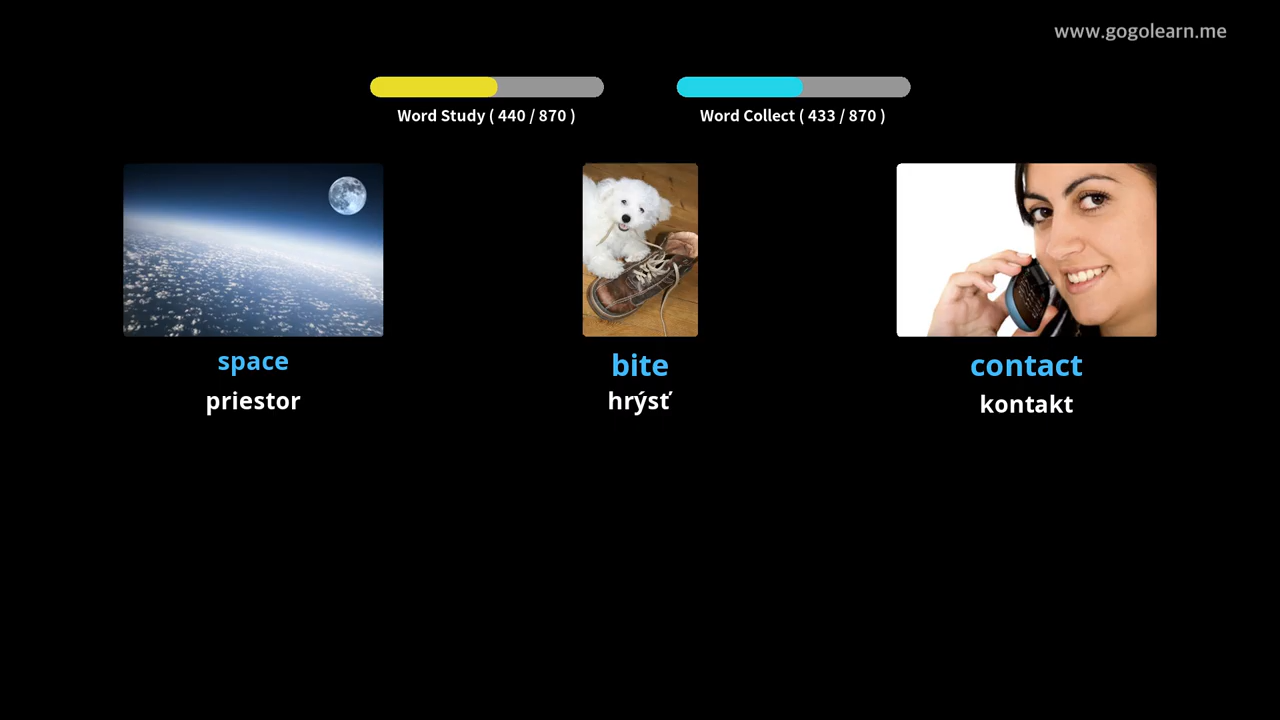 www.gogolearn.me
Word Study ( 440 / 870 )
Word Collect ( 433 / 870 )
space
bite
contact
priestor
hrýsť
kontakt